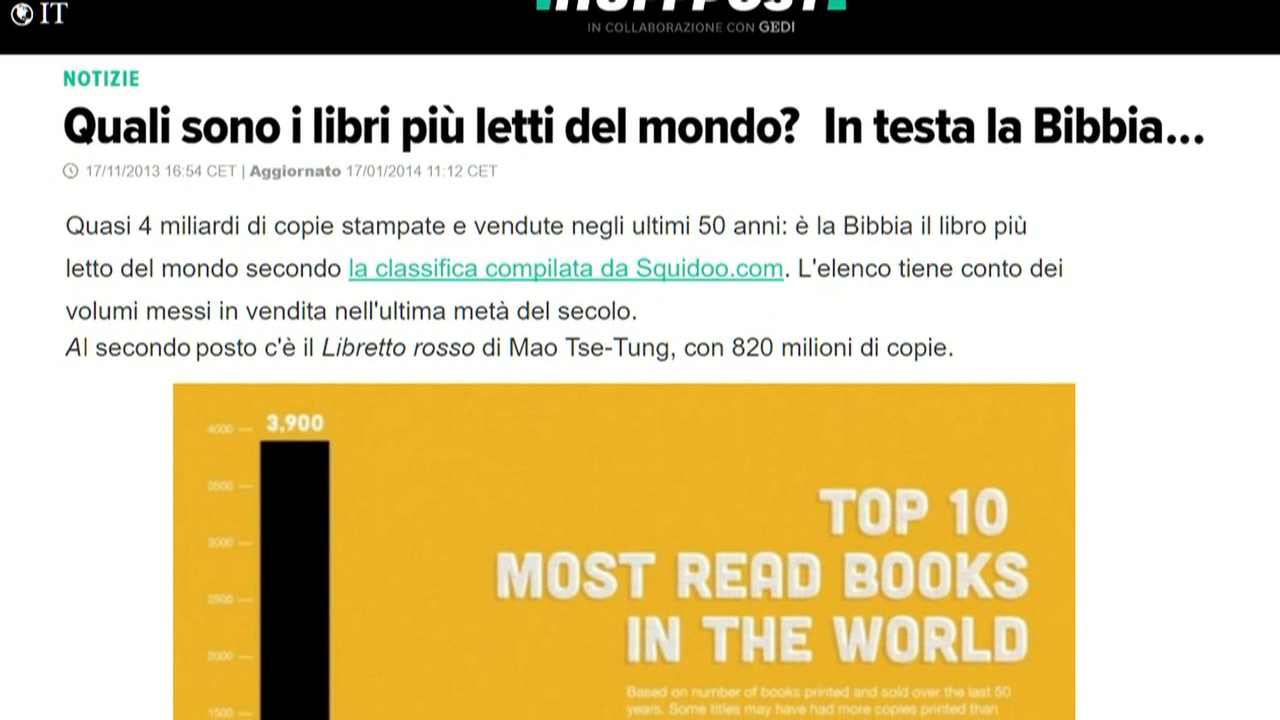 IT
HUFFPOST
IN COLLABORAZIONE CON GEDI
NOTIZIE
Quali sono i libri più letti del mondo? In testa la Bibbia...
17/11/2013 16:54 CET | Aggiornato 17/01/2014 11:12 CET
Quasi 4 miliardi di copie stampate e vendute negli ultimi 50 anni: è la Bibbia il libro più
letto del mondo secondo la classifica compilata da Squidoo.com. L'elenco tiene conto dei
volumi messi in vendita nell'ultima metà del secolo.
Al secondo posto c'è il Libretto rosso di Mao Tse-Tung, con 820 milioni di copie.
4000
3,900
3500
TOP 10
3000
MOST READ BOOKS
2500
IN THE WORLD
2000
Based on number of books printed and sold over the last 50
years. Some titles may have had more copies printed than
1500